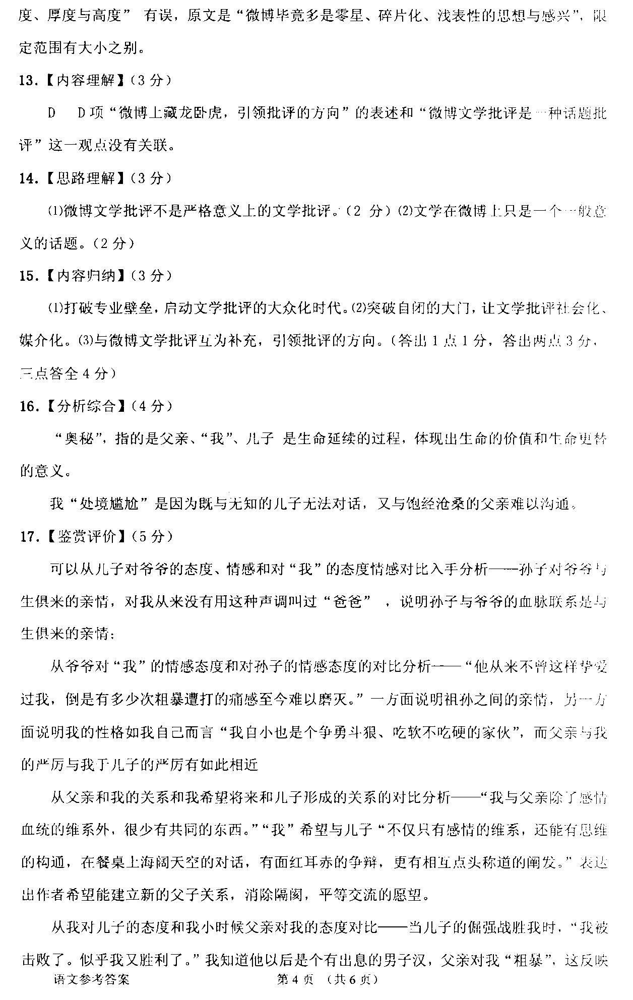 度、厚度与高度” 有误，原文是“微博毕竟多是零星、碎片化、浅表性的思想与感兴”，限
定范围有大小之别。
13.【内容理解】（3 分）
D D 项“微博上藏龙卧虎，引领批评的方向”的表述和“微博文学批评是一种话题批
评”这一观点没有关联。
14.【思路理解】（3 分）
⑴微博文学批评不是严格意义上的文学批评。（2 分）⑵文学在微博上只是一个一般意
义的话题。（2 分）
15.【内容归纳】（3 分）
⑴打破专业壁垒，启动文学批评的大众化时代。⑵突破自闭的大门，让文学批评社会化、
媒介化。⑶与微博文学批评互为补充，引领批评的方向。（答出 1 点 1 分，答出两点 3 分，
三点答全 4 分）
16.【分析综合】（4 分）
“奥秘”，指的是父亲、“我”、儿子 是生命延续的过程，体现出生命的价值和生命更替
的意义。
我“处境尴尬”是因为既与无知的儿子无法对话，又与饱经沧桑的父亲难以沟通。
17.【鉴赏评价】（5 分）
可以从儿子对爷爷的态度、情感和对“我”的态度情感对比入手分析——孙子对爷爷与
生俱来的亲情，对我从来没有用这种声调叫过“爸爸” ，说明孙子与爷爷的血脉联系是与
生俱来的亲情；
从爷爷对“我”的情感态度和对孙子的情感态度的对比分析——“他从来不曾这样挚爱
过我，倒是有多少次粗暴遭打的痛感至今难以磨灭。”一方面说明祖孙之间的亲情，另一方
面说明我的性格如我自己而言“我自小也是个争勇斗狠、吃软不吃硬的家伙”，而父亲与我
的严厉与我于儿子的严厉有如此相近
从父亲和我的关系和我希望将来和儿子形成的关系的对比分析——“我与父亲除了感情
血统的维系外，很少有共同的东西。”“我”希望与儿子“不仅只有感情的维系，还能有思维
的构通，在餐桌上海阔天空的对话，有面红耳赤的争辩，更有相互点头称道的阐发。”表达
出作者希望能建立新的父子关系，消除隔阂，平等交流的愿望。
从我对儿子的态度和我小时候父亲对我的态度对比——当儿子的倔强战胜我时，“我被
击败了。似乎我又胜利了。”我知道他以后是个有出息的男子汉，父亲对我“粗暴”，这反映
语文参考答案 第 4 页 （共 6 页）